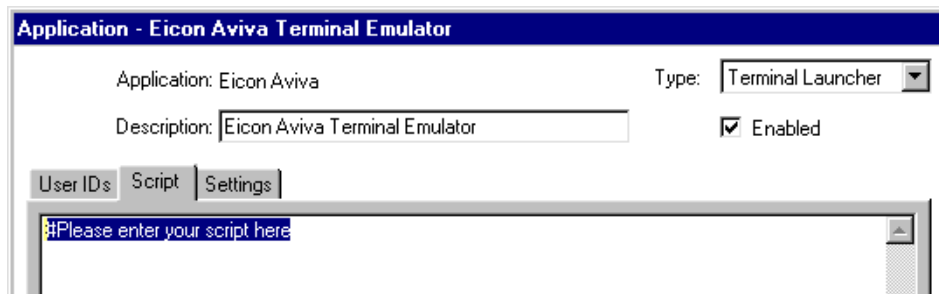 Application - Eicon Aviva Terminal Emulator
Application: Eicon Aviva Type: Terminal Launcher
Description: Eicon Aviva Terminal Emulator Enabled
User IDs Script Settings
#Please enter your script here